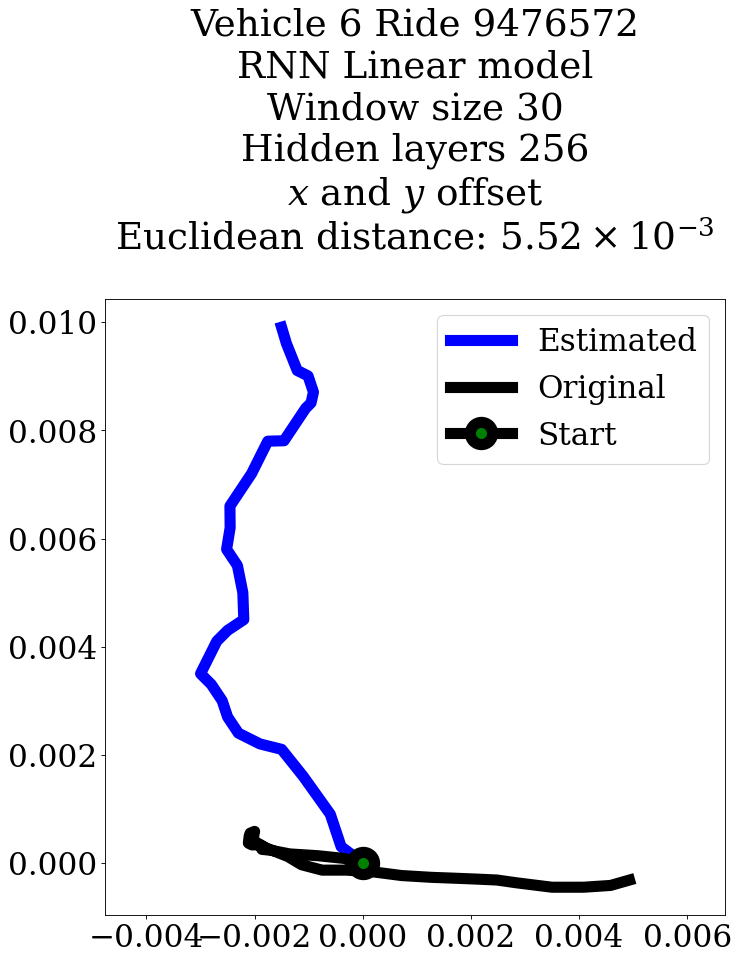 Vehicle 6 Ride 9476572
RNN Linear model
Window size 30
Hidden layers 256
x and y offset
Euclidean distance: 5.52 × 10⁻³
Estimated
Original
Start
0.010
0.008
0.006
0.004
0.002
0.000
−0.004 −0.002 0.000 0.002 0.004 0.006